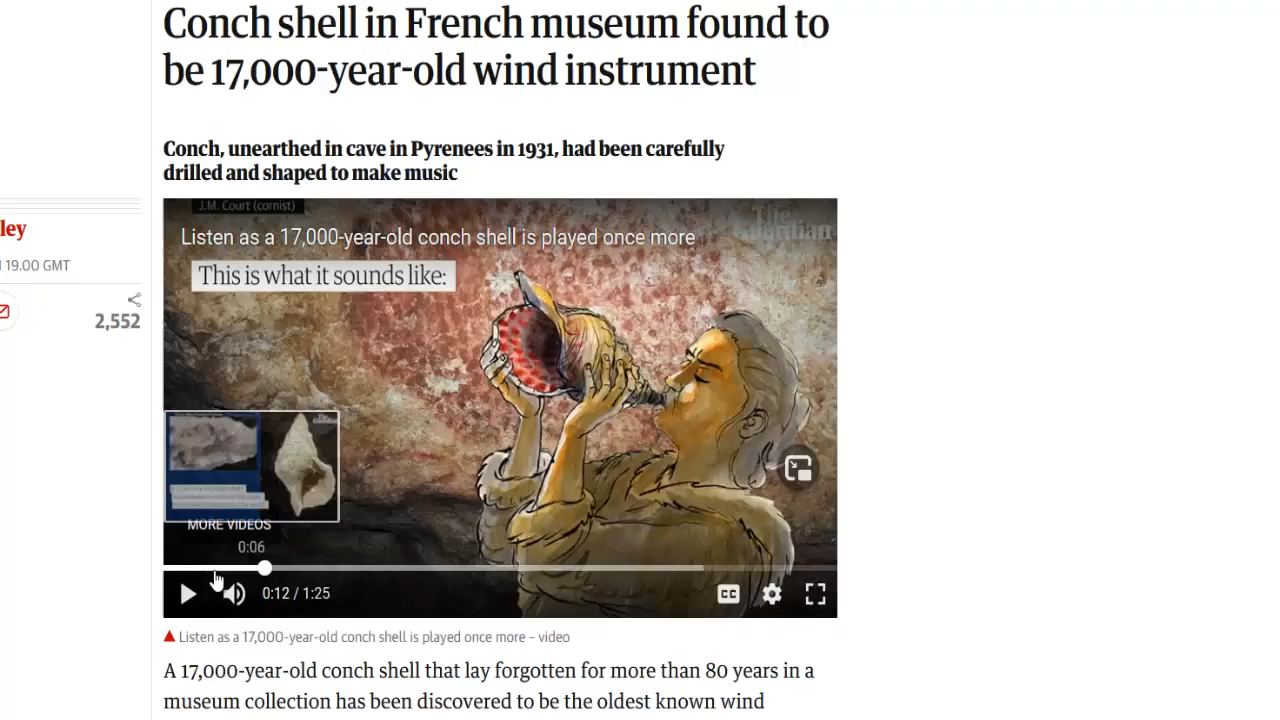 Conch shell in French museum found to
be 17,000-year-old wind instrument
Conch, unearthed in cave in Pyrenees in 1931, had been carefully
drilled and shaped to make music
ley
19.00 GMT
2,552
J.M. Court (cornist)
The
Guardian
Listen as a 17,000-year-old conch shell is played once more
This is what it sounds like:
MORE VIDEOS
0:06
0:12 / 1:25
CC
Listen as a 17,000-year-old conch shell is played once more – video
A 17,000-year-old conch shell that lay forgotten for more than 80 years in a
museum collection has been discovered to be the oldest known wind